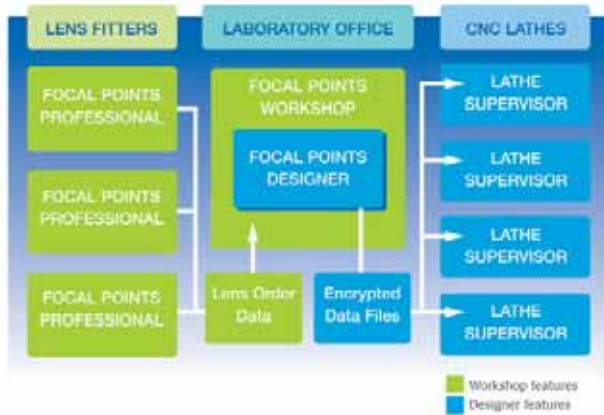 LENS FITTERS
FOCAL POINTS
PROFESSIONAL
FOCAL POINTS
PROFESSIONAL
FOCAL POINTS
PROFESSIONAL
LABORATORY OFFICE
FOCAL POINTS
WORKSHOP
FOCAL POINTS
DESIGNER
Lens Order
Data
Encrypted
Data Files
CNC LATHES
LATHE
SUPERVISOR
LATHE
SUPERVISOR
LATHE
SUPERVISOR
LATHE
SUPERVISOR
Workshop features
Designer features